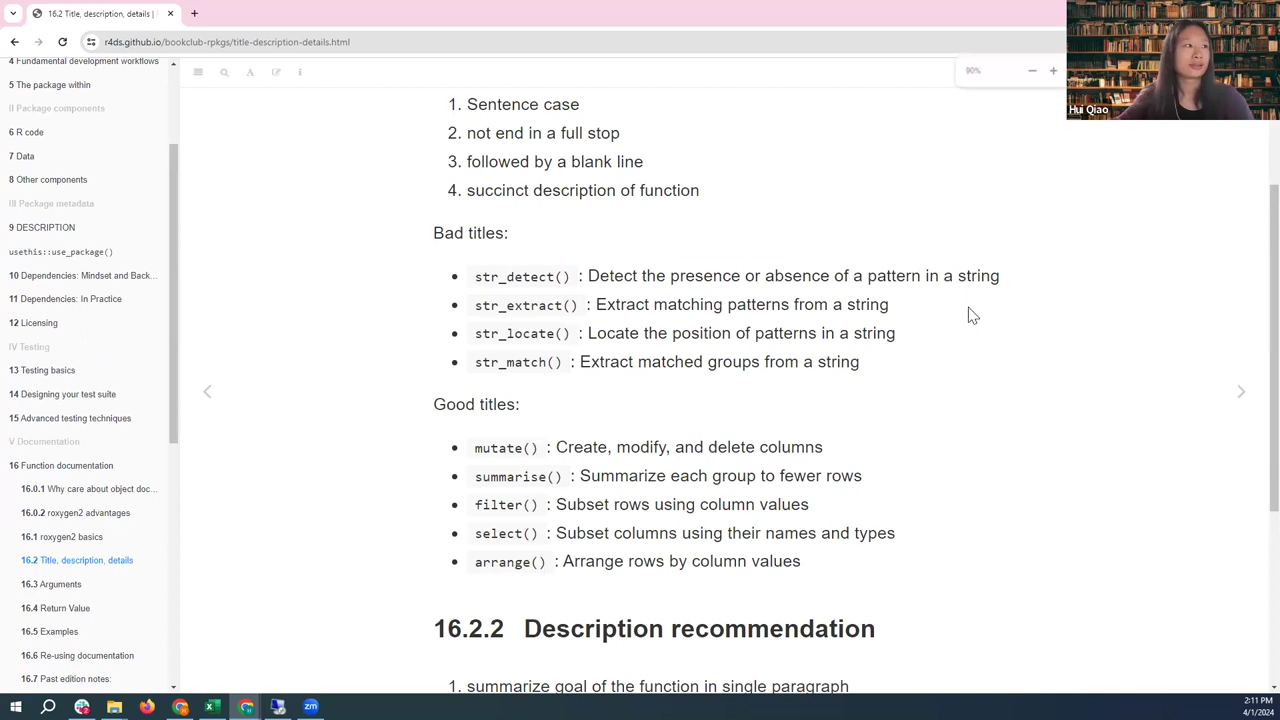 16.2 Title, description, details |
r4ds.github.io/bookclub-rpkgs/title-description-details.html
90%
Hui Qiao
4 Fundamental development workflows
5 The package within
II Package components
6 R code
7 Data
8 Other components
III Package metadata
9 DESCRIPTION
usethis::use_package()
10 Dependencies: Mindset and Back...
11 Dependencies: In Practice
12 Licensing
IV Testing
13 Testing basics
14 Designing your test suite
15 Advanced testing techniques
V Documentation
16 Function documentation
16.0.1 Why care about object doc...
16.0.2 roxygen2 advantages
16.1 roxygen2 basics
16.2 Title, description, details
16.3 Arguments
16.4 Return Value
16.5 Examples
16.6 Re-using documentation
16.7 Past edition notes:
1. Sentence case
2. not end in a full stop
3. followed by a blank line
4. succinct description of function
Bad titles:
• str_detect() : Detect the presence or absence of a pattern in a string
• str_extract() : Extract matching patterns from a string
• str_locate() : Locate the position of patterns in a string
• str_match() : Extract matched groups from a string
Good titles:
• mutate() : Create, modify, and delete columns
• summarise() : Summarize each group to fewer rows
• filter() : Subset rows using column values
• select() : Subset columns using their names and types
• arrange() : Arrange rows by column values
16.2.2 Description recommendation
1. summarize goal of the function in single paragraph
2:11 PM
4/1/2024